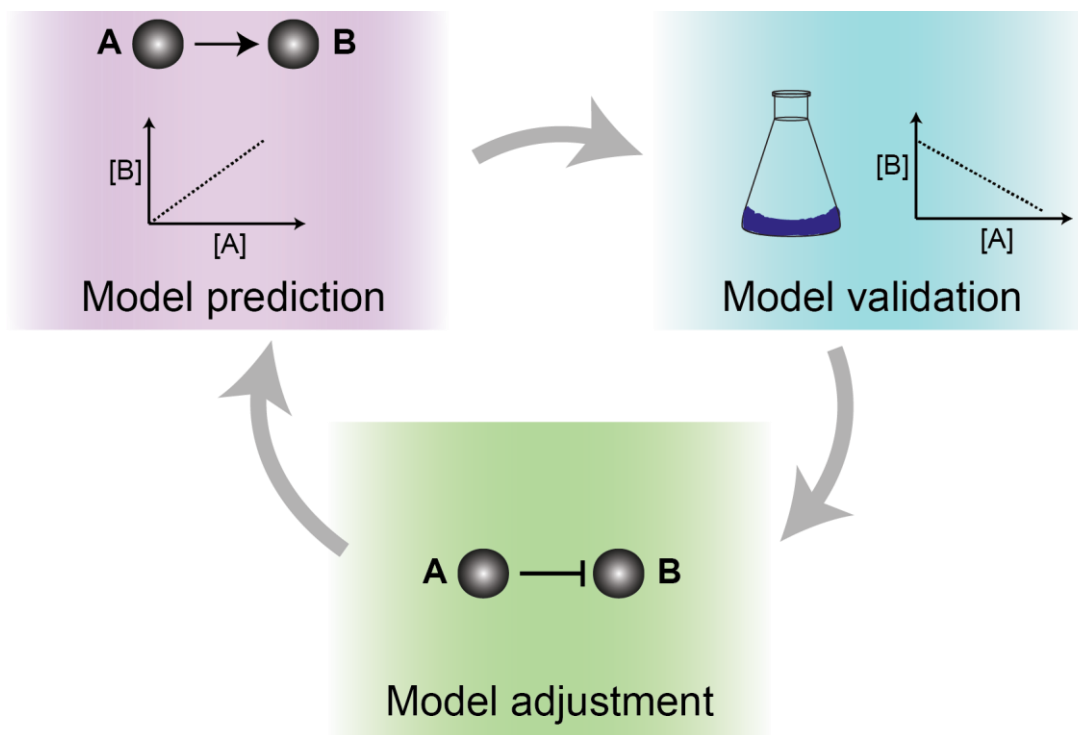 A B
[B]
[A]
Model prediction
[B]
[A]
Model validation
A B
Model adjustment